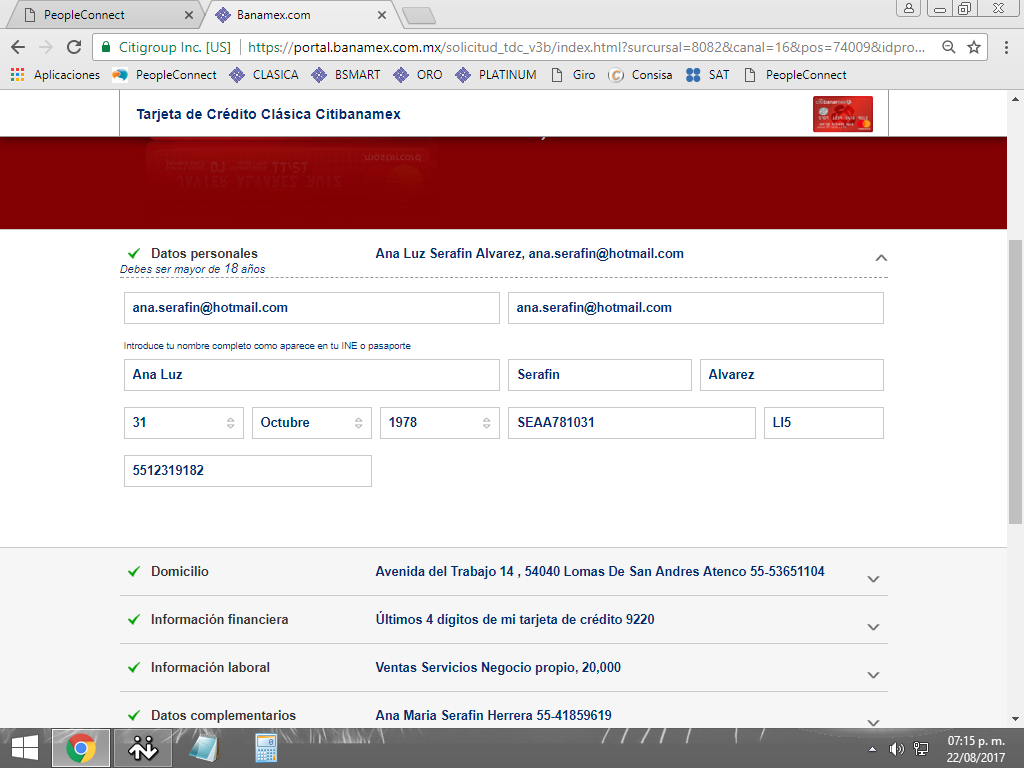 PeopleConnect
Banamex.com
Citigroup Inc. [US]
https://portal.banamex.com.mx/solicitud_tdc_v3b/index.html?sursursal=8082&canal=16&pos=74009&idpro...
Aplicaciones PeopleConnect CLASICA BSMART ORO PLATINUM Giro Consisa SAT PeopleConnect
Tarjeta de Crédito Clásica Citibanamex
Datos personales
Ana Luz Serafin Alvarez, ana.serafin@hotmail.com
Debes ser mayor de 18 años
ana.serafin@hotmail.com ana.serafin@hotmail.com
Introduce tu nombre completo como aparece en tu INE o pasaporte
Ana Luz Serafin Alvarez
31 Octubre 1978 SEAA781031 LI5
5512319182
Domicilio Avenida del Trabajo 14 , 54040 Lomas De San Andres Atenco 55-53651104
Información financiera Últimos 4 dígitos de mi tarjeta de crédito 9220
Información laboral Ventas Servicios Negocio propio, 20,000
Datos complementarios Ana Maria Serafin Herrera 55-41859619
07:15 p. m.
22/08/2017